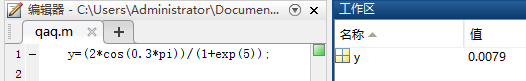 编辑器 - C:\Users\Administrator\Documen...
工作区
qaq.m
名称 值
1 - y=(2*cos(0.3*pi))/(1+exp(5));
y 0.0079
2